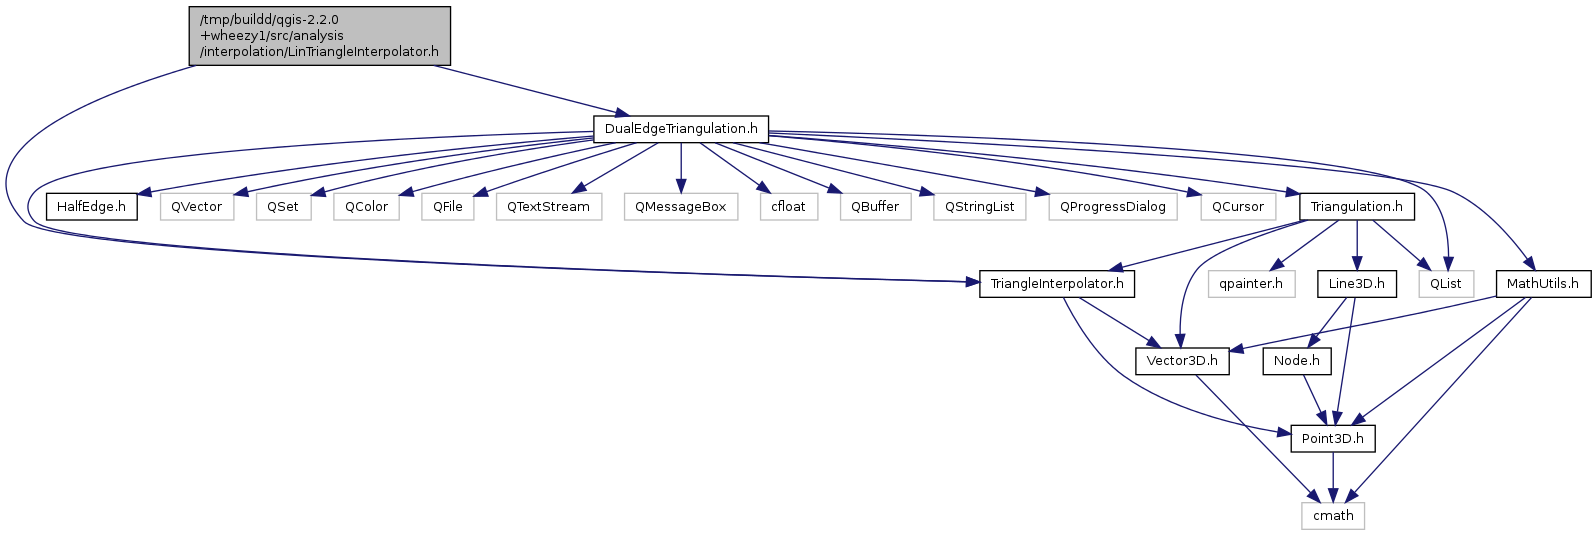 /tmp/buildd/qgis-2.2.0
+wheezy1/src/analysis
/interpolation/LinTriangleInterpolator.h
DualEdgeTriangulation.h
HalfEdge.h
QVector
QSet
QColor
QFile
QTextStream
QMessageBox
cfloat
QBuffer
QStringList
QProgressDialog
QCursor
Triangulation.h
TriangleInterpolator.h
qpainter.h
Line3D.h
QList
MathUtils.h
Vector3D.h
Node.h
Point3D.h
cmath